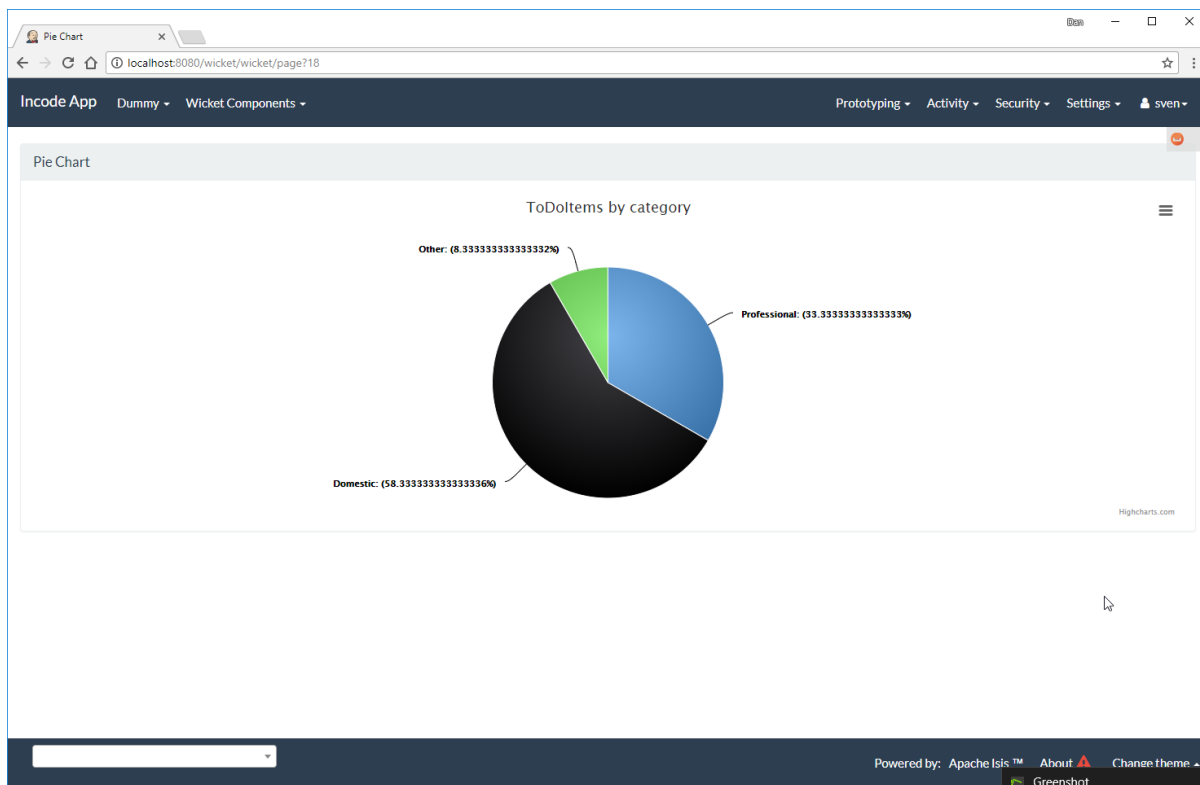 Dan
Pie Chart
localhost:8080/wicket/wicket/page?18
Incode App Dummy Wicket Components Prototyping Activity Security Settings sven
Pie Chart
ToDoItems by category
Other: (8.333333333333332%)
Professional: (33.33333333333333%)
Domestic: (58.333333333333336%)
Highcharts.com
Powered by: Apache Isis ™ About Change theme
Greenshot